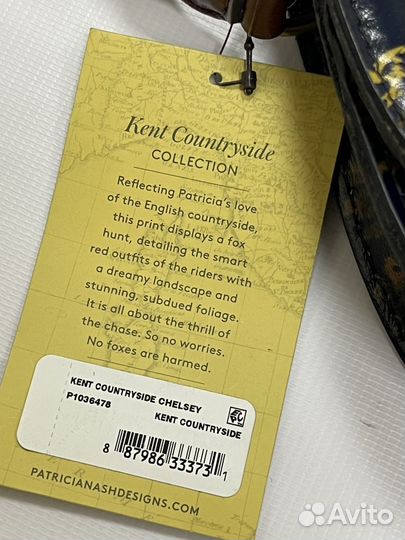 Kent Countryside
COLLECTION
Reflecting Patricia's love
of the English countryside,
this print displays a fox
hunt, detailing the smart
red outfits of the riders with
a dreamy landscape and
stunning, subdued foliage.
It is all about the thrill of
the chase. So no worries.
No foxes are harmed.
KENT COUNTRYSIDE CHELSEY
P1036478
KENT COUNTRYSIDE
8 87986 33373 1
PATRICIANASHDESIGNS.COM
Avito